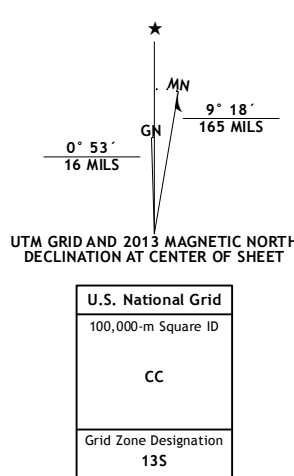 ★
MN
9° 18´
165 MILS
GN
0° 53´
16 MILS
UTM GRID AND 2013 MAGNETIC NORTH
DECLINATION AT CENTER OF SHEET
U.S. National Grid
100,000-m Square ID
CC
Grid Zone Designation
13S